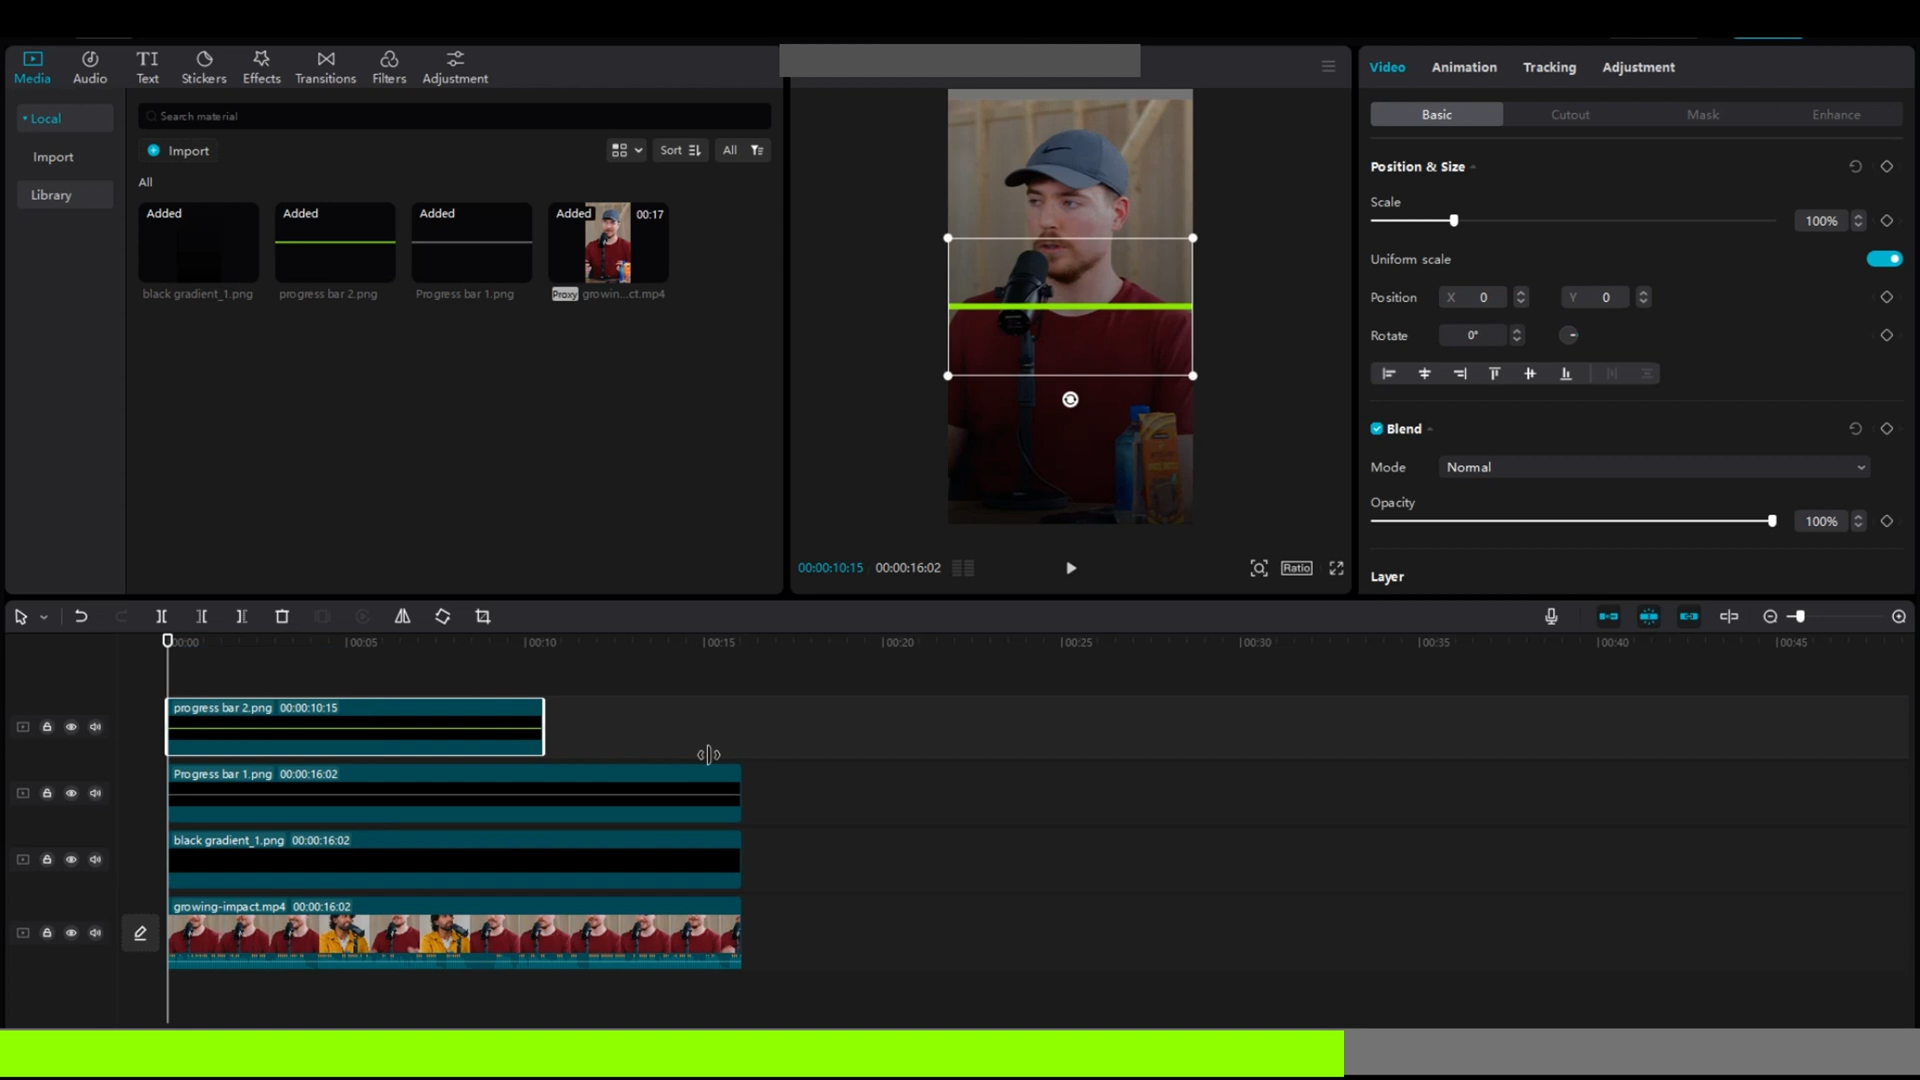 Media
Audio
Text
Stickers
Effects
Transitions
Filters
Adjustment
Local
Import
Library
Search material
Import
Sort
All
All
Added
Added
Added
Added
00:17
black gradient_1.png
progress bar 2.png
Progress bar 1.png
Proxy
growin...ct.mp4
00:00:10:15
00:00:16:02
Ratio
Video
Animation
Tracking
Adjustment
Basic
Cutout
Mask
Enhance
Position & Size
Scale
100%
Uniform scale
Position
X 0
Y 0
Rotate
0°
Blend
Mode
Normal
Opacity
100%
Layer
00:00
00:05
00:10
00:15
00:20
00:25
00:30
00:35
00:40
00:45
progress bar 2.png 00:00:10:15
Progress bar 1.png 00:00:16:02
black gradient_1.png 00:00:16:02
growing-impact.mp4 00:00:16:02